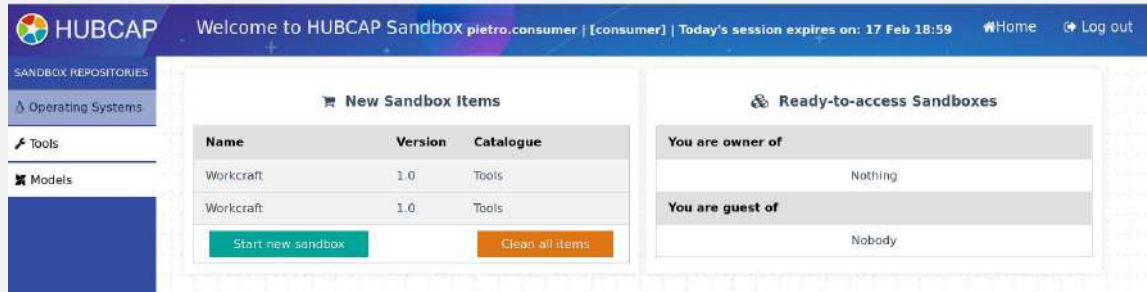 HUBCAP
Welcome to HUBCAP Sandbox pietro.consumer | [consumer] | Today's session expires on: 17 Feb 18:59
Home
Log out
SANDBOX REPOSITORIES
Operating Systems
Tools
Models
New Sandbox Items
Name Version Catalogue
Workcraft 1.0 Tools
Workcraft 1.0 Tools
Start new sandbox Clean all items
Ready-to-access Sandboxes
You are owner of
Nothing
You are guest of
Nobody